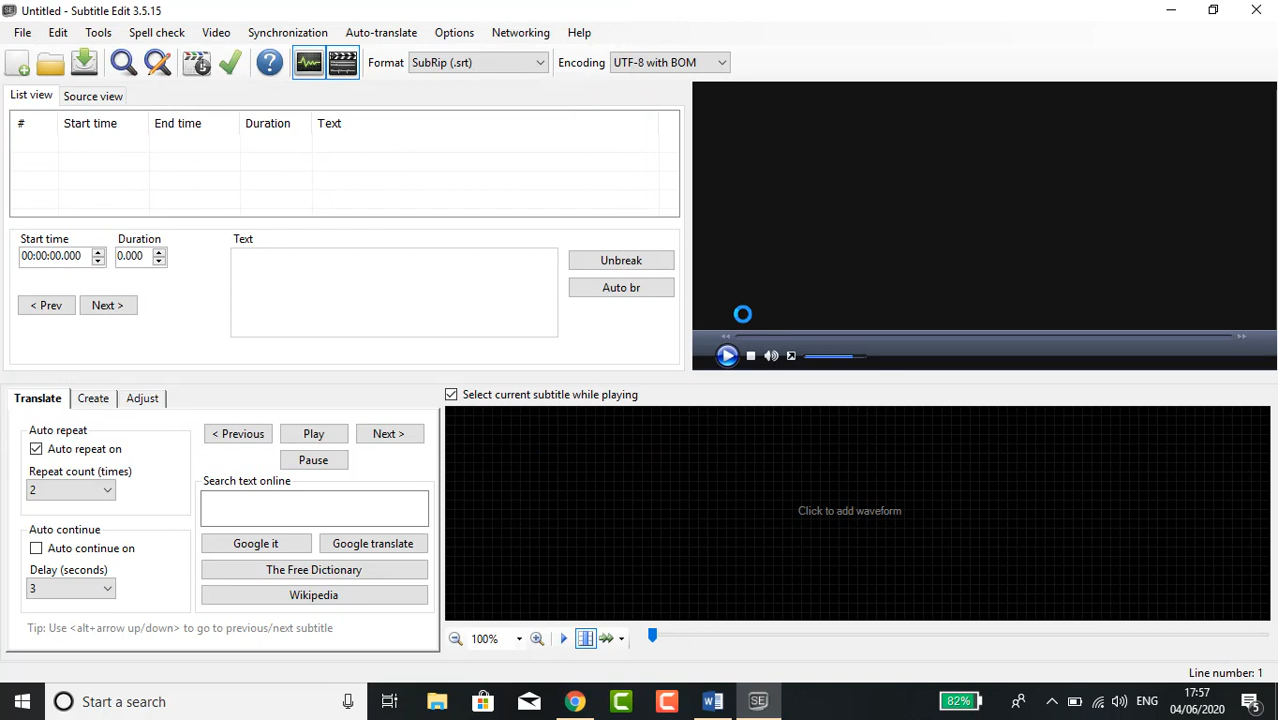 Untitled - Subtitle Edit 3.5.15
File Edit Tools Spell check Video Synchronization Auto-translate Options Networking Help
Format SubRip (.srt) Encoding UTF-8 with BOM
List view Source view
# Start time End time Duration Text
Start time Duration Text
00:00:00.000 0.000
Unbreak
Auto br
< Prev Next >
Translate Create Adjust
Select current subtitle while playing
Auto repeat
Auto repeat on
Repeat count (times)
2
Auto continue
Auto continue on
Delay (seconds)
3
< Previous Play Next >
Pause
Search text online
Google it Google translate
The Free Dictionary
Wikipedia
Tip: Use <alt+arrow up/down> to go to previous/next subtitle
Click to add waveform
100%
Line number: 1
Start a search
SE
82%
ENG
17:57
04/06/2020
5